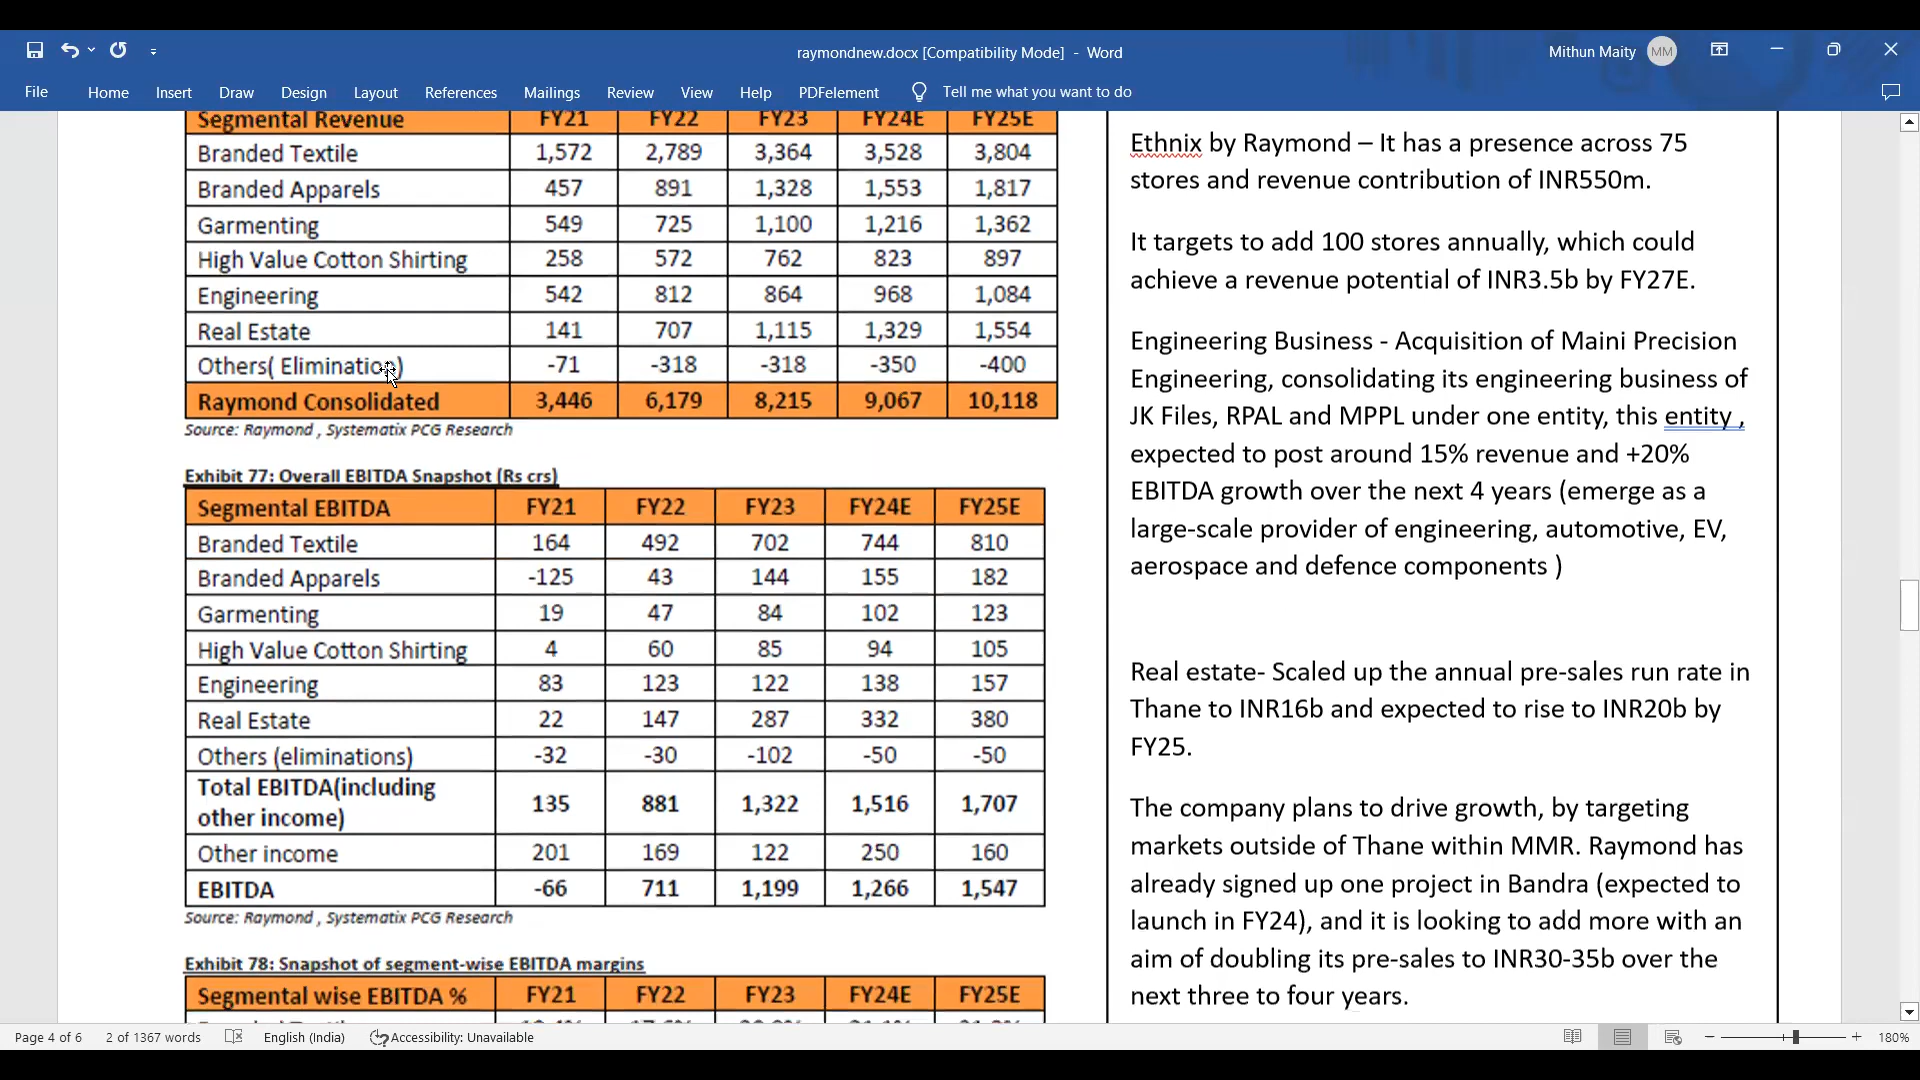 raymondnew.docx [Compatibility Mode] - Word
Mithun Maity MM
File Home Insert Draw Design Layout References Mailings Review View Help PDFelement Tell me what you want to do
Segmental Revenue FY21 FY22 FY23 FY24E FY25E
Branded Textile 1,572 2,789 3,364 3,528 3,804
Branded Apparels 457 891 1,328 1,553 1,817
Garmenting 549 725 1,100 1,216 1,362
High Value Cotton Shirting 258 572 762 823 897
Engineering 542 812 864 968 1,084
Real Estate 141 707 1,115 1,329 1,554
Others( Elimination) -71 -318 -318 -350 -400
Raymond Consolidated 3,446 6,179 8,215 9,067 10,118
Source: Raymond , Systematix PCG Research
Exhibit 77: Overall EBITDA Snapshot (Rs crs)
Segmental EBITDA FY21 FY22 FY23 FY24E FY25E
Branded Textile 164 492 702 744 810
Branded Apparels -125 43 144 155 182
Garmenting 19 47 84 102 123
High Value Cotton Shirting 4 60 85 94 105
Engineering 83 123 122 138 157
Real Estate 22 147 287 332 380
Others (eliminations) -32 -30 -102 -50 -50
Total EBITDA(including
other income) 135 881 1,322 1,516 1,707
Other income 201 169 122 250 160
EBITDA -66 711 1,199 1,266 1,547
Source: Raymond , Systematix PCG Research
Exhibit 78: Snapshot of segment-wise EBITDA margins
Segmental wise EBITDA % FY21 FY22 FY23 FY24E FY25E
Ethnix by Raymond – It has a presence across 75
stores and revenue contribution of INR550m.
It targets to add 100 stores annually, which could
achieve a revenue potential of INR3.5b by FY27E.
Engineering Business - Acquisition of Maini Precision
Engineering, consolidating its engineering business of
JK Files, RPAL and MPPL under one entity, this entity ,
expected to post around 15% revenue and +20%
EBITDA growth over the next 4 years (emerge as a
large-scale provider of engineering, automotive, EV,
aerospace and defence components )
Real estate- Scaled up the annual pre-sales run rate in
Thane to INR16b and expected to rise to INR20b by
FY25.
The company plans to drive growth, by targeting
markets outside of Thane within MMR. Raymond has
already signed up one project in Bandra (expected to
launch in FY24), and it is looking to add more with an
aim of doubling its pre-sales to INR30-35b over the
next three to four years.
Page 4 of 6 2 of 1367 words English (India) Accessibility: Unavailable 180%